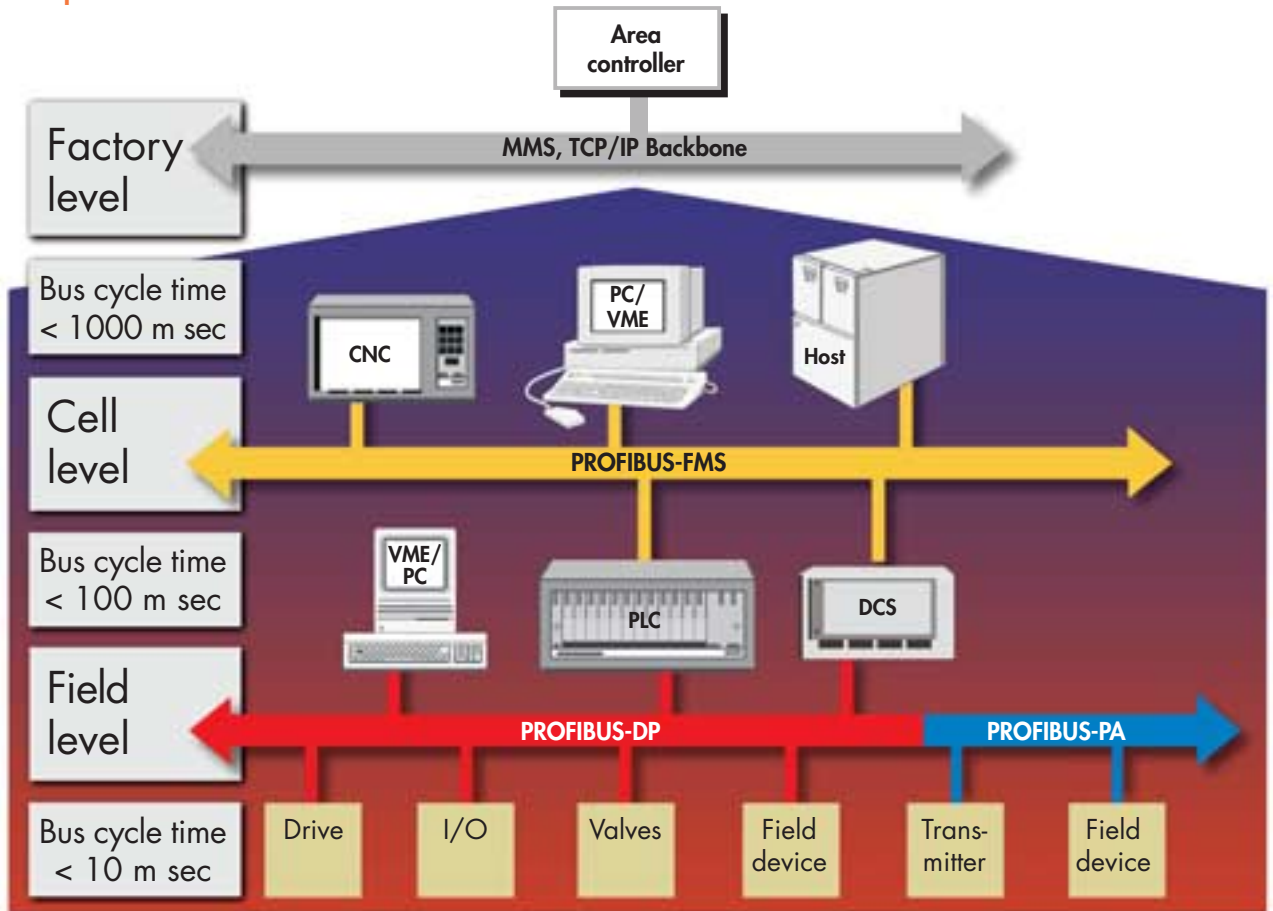 Area
controller
Factory
level
MMS, TCP/IP Backbone
Bus cycle time
< 1000 m sec
CNC
PC/
VME
Host
Cell
level
PROFIBUS-FMS
Bus cycle time
< 100 m sec
VME/
PC
PLC
DCS
Field
level
PROFIBUS-DP
PROFIBUS-PA
Bus cycle time
< 10 m sec
Drive
I/O
Valves
Field
device
Trans-
mitter
Field
device